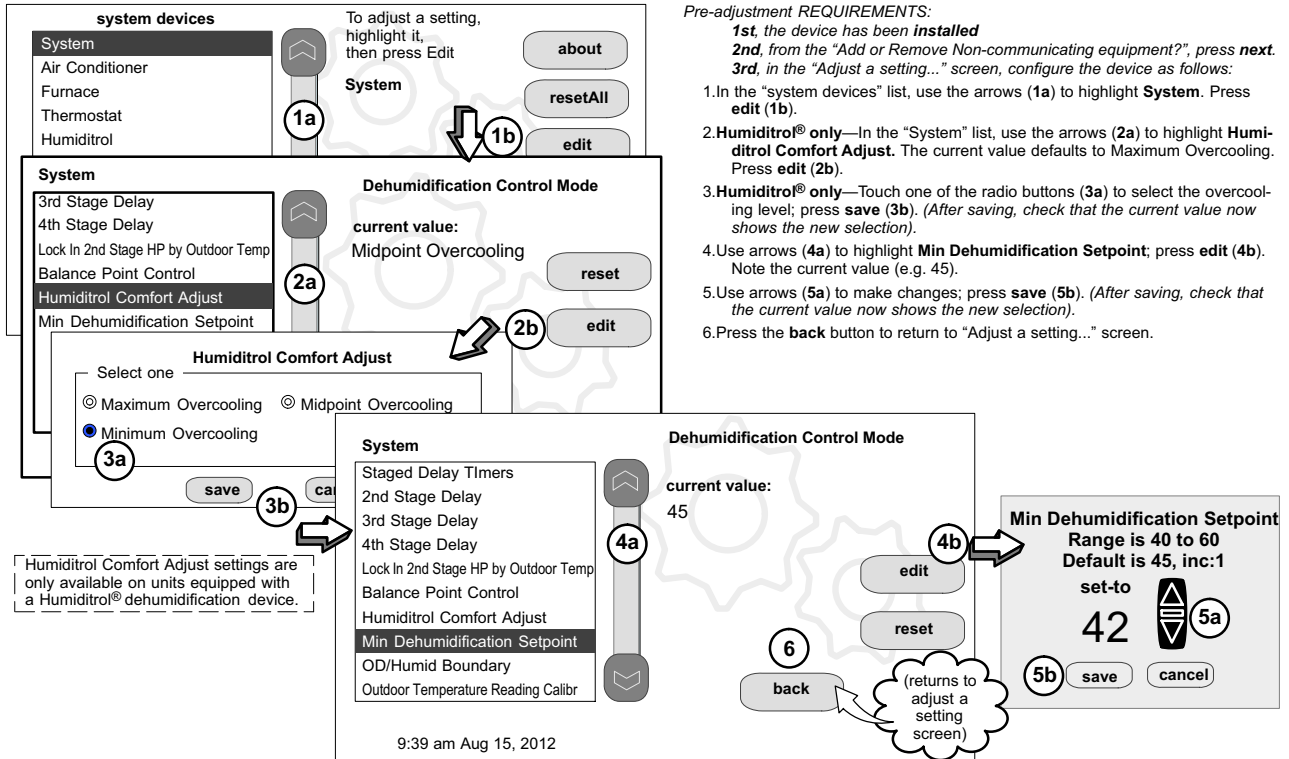 system devices
System
Air Conditioner
Furnace
Thermostat
Humiditrol
1a
To adjust a setting,
highlight it,
then press Edit
System
about
resetAll
1b
edit
System
3rd Stage Delay
4th Stage Delay
Lock In 2nd Stage HP by Outdoor Temp
Balance Point Control
Humiditrol Comfort Adjust
Min Dehumidification Setpoint
2a
Dehumidification Control Mode
current value:
Midpoint Overcooling
reset
2b
edit
Humiditrol Comfort Adjust
Select one
Maximum Overcooling
Midpoint Overcooling
Minimum Overcooling
3a
save
3b
Humiditrol Comfort Adjust settings are
only available on units equipped with
a Humiditrol® dehumidification device.
System
Staged Delay TImers
2nd Stage Delay
3rd Stage Delay
4th Stage Delay
Lock In 2nd Stage HP by Outdoor Temp
Balance Point Control
Humiditrol Comfort Adjust
Min Dehumidification Setpoint
OD/Humid Boundary
Outdoor Temperature Reading Calibr
4a
9:39 am Aug 15, 2012
Dehumidification Control Mode
current value:
45
4b
edit
reset
6
back
(returns to
adjust a
setting
screen)
Min Dehumidification Setpoint
Range is 40 to 60
Default is 45, inc:1
set-to
42
5a
5b
save
cancel
Pre-adjustment REQUIREMENTS:
1st, the device has been installed
2nd, from the “Add or Remove Non-communicating equipment?”, press next.
3rd, in the “Adjust a setting...” screen, configure the device as follows:
1.In the “system devices” list, use the arrows (1a) to highlight System. Press
edit (1b).
2.Humiditrol® only—In the “System” list, use the arrows (2a) to highlight Humi-
ditrol Comfort Adjust. The current value defaults to Maximum Overcooling.
Press edit (2b).
3.Humiditrol® only—Touch one of the radio buttons (3a) to select the overcool-
ing level; press save (3b). (After saving, check that the current value now
shows the new selection).
4.Use arrows (4a) to highlight Min Dehumidification Setpoint; press edit (4b).
Note the current value (e.g. 45).
5.Use arrows (5a) to make changes; press save (5b). (After saving, check that
the current value now shows the new selection).
6.Press the back button to return to “Adjust a setting...” screen.